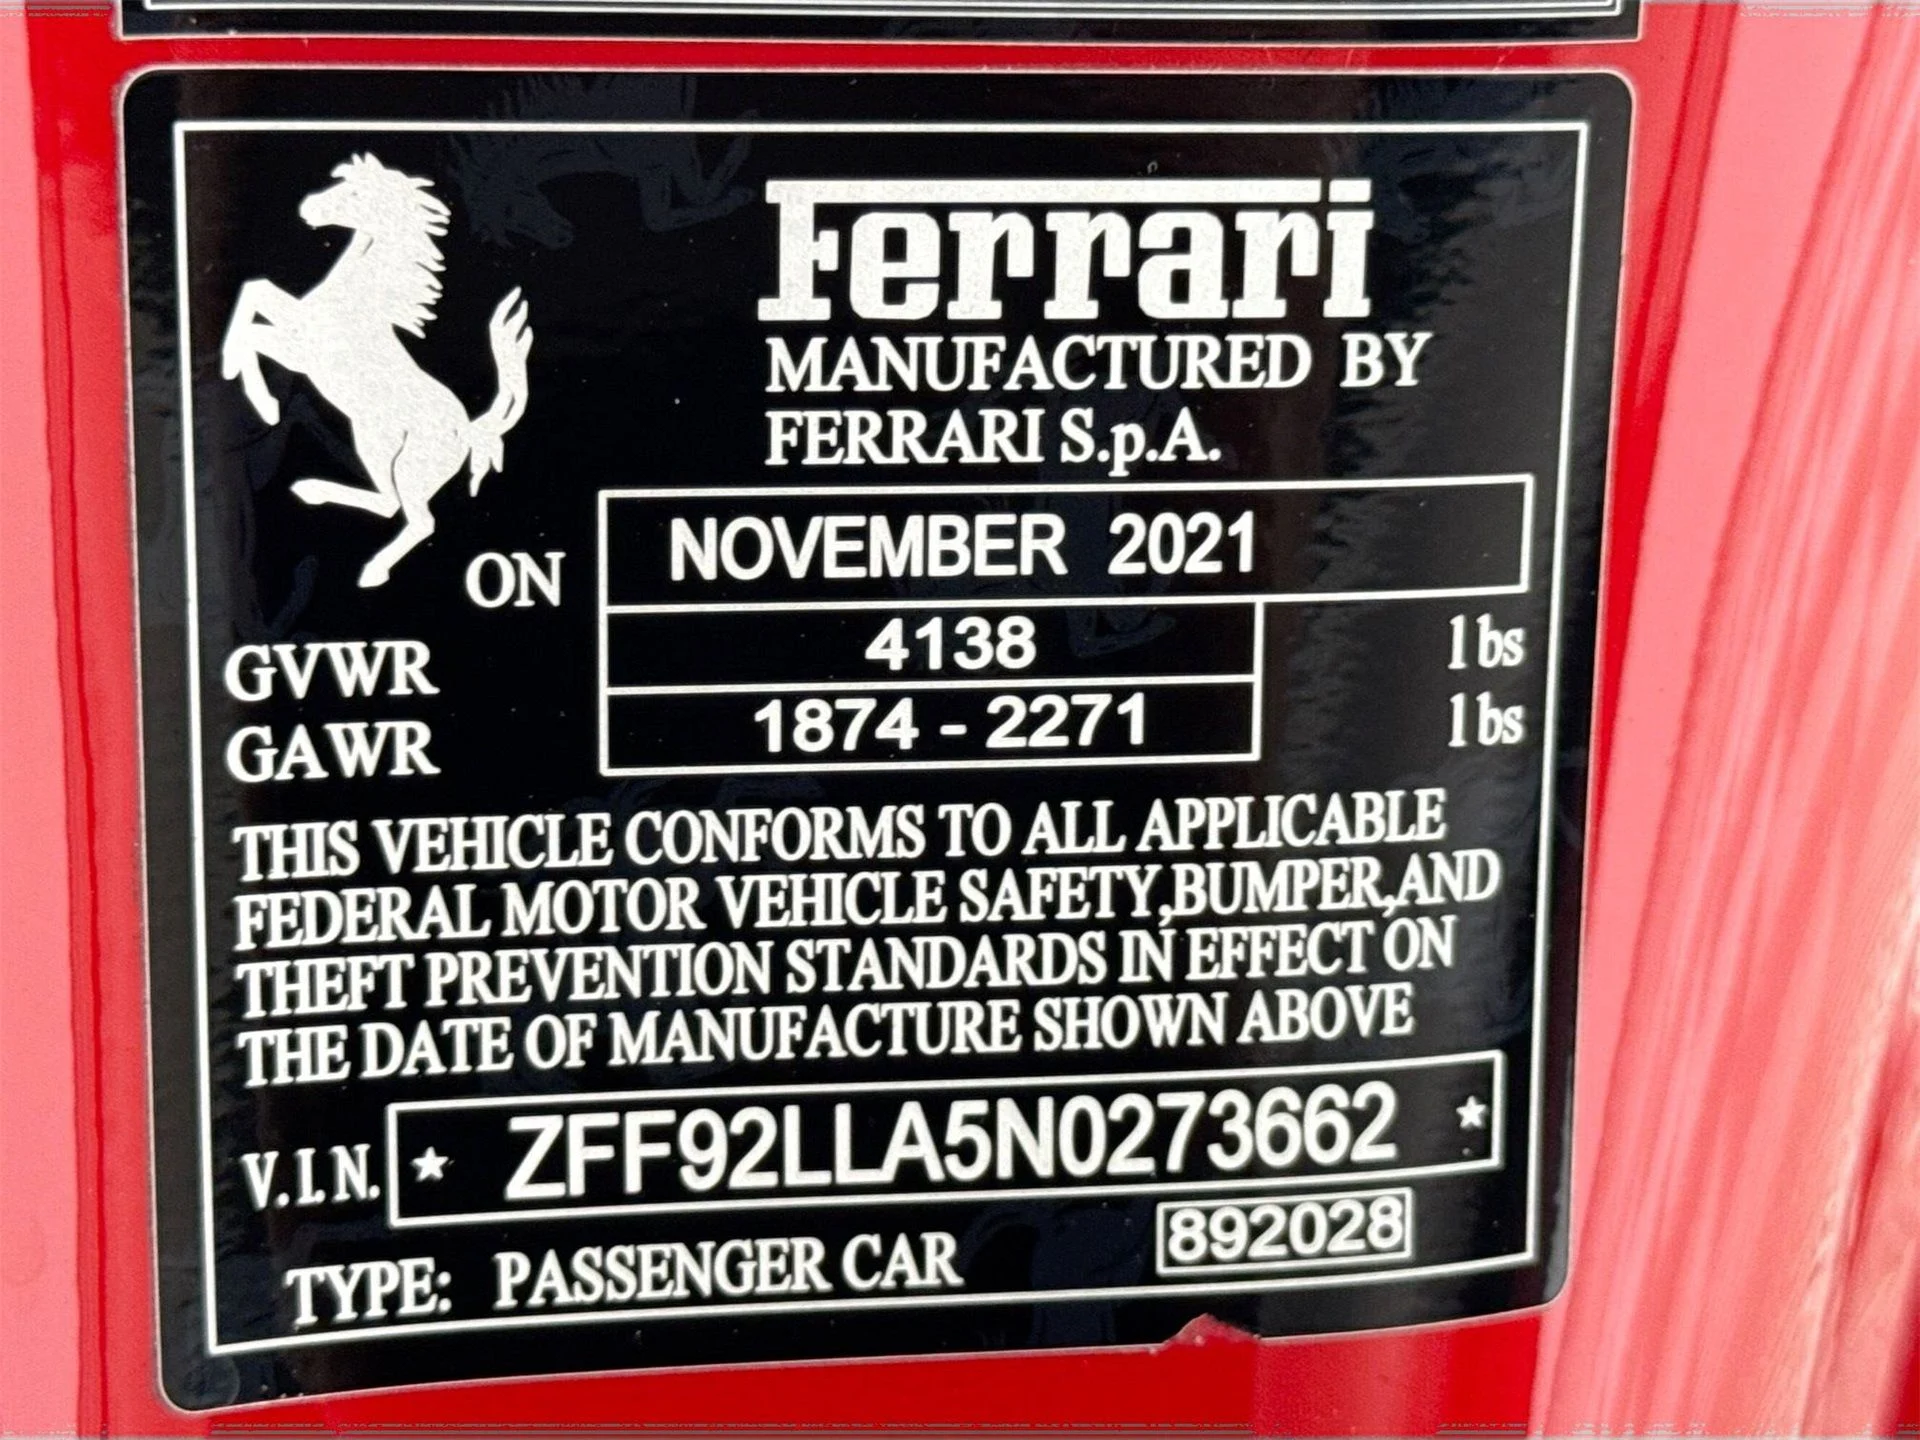 Ferrari
MANUFACTURED BY
FERRARI S.p.A.
ON NOVEMBER 2021
GVWR 4138 lbs
GAWR 1874 - 2271 lbs
THIS VEHICLE CONFORMS TO ALL APPLICABLE
FEDERAL MOTOR VEHICLE SAFETY,BUMPER,AND
THEFT PREVENTION STANDARDS IN EFFECT ON
THE DATE OF MANUFACTURE SHOWN ABOVE
V.I.N. ★ ZFF92LLA5N0273662 ★
TYPE: PASSENGER CAR 892028